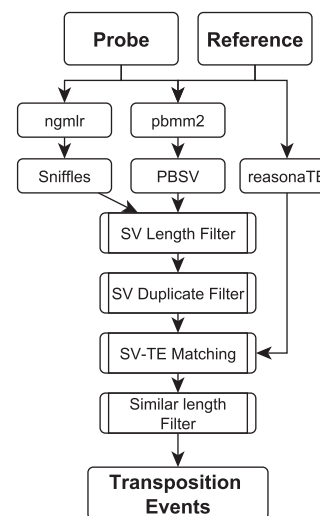 Probe Reference
ngmlr pbmm2
Sniffles PBSV reasonaTE
SV Length Filter
SV Duplicate Filter
SV-TE Matching
Similar length
Filter
Transposition
Events